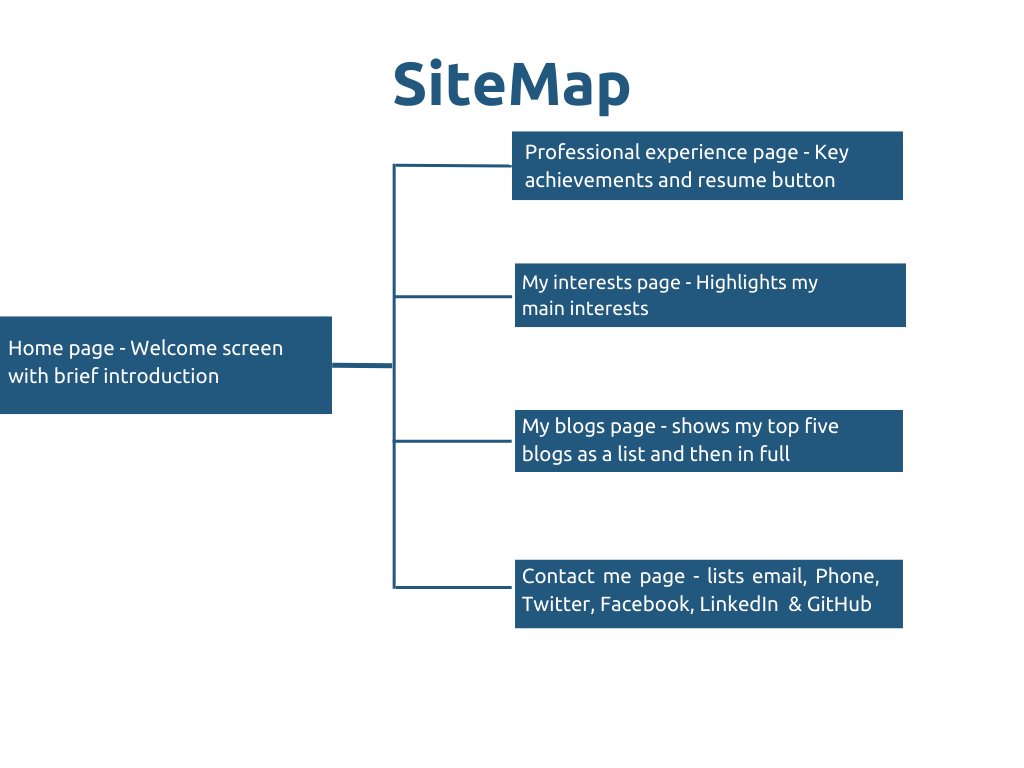 SiteMap
Professional experience page - Key
achievements and resume button
My interests page - Highlights my
main interests
Home page - Welcome screen
with brief introduction
My blogs page - shows my top five
blogs as a list and then in full
Contact me page - lists email, Phone,
Twitter, Facebook, LinkedIn  & GitHub